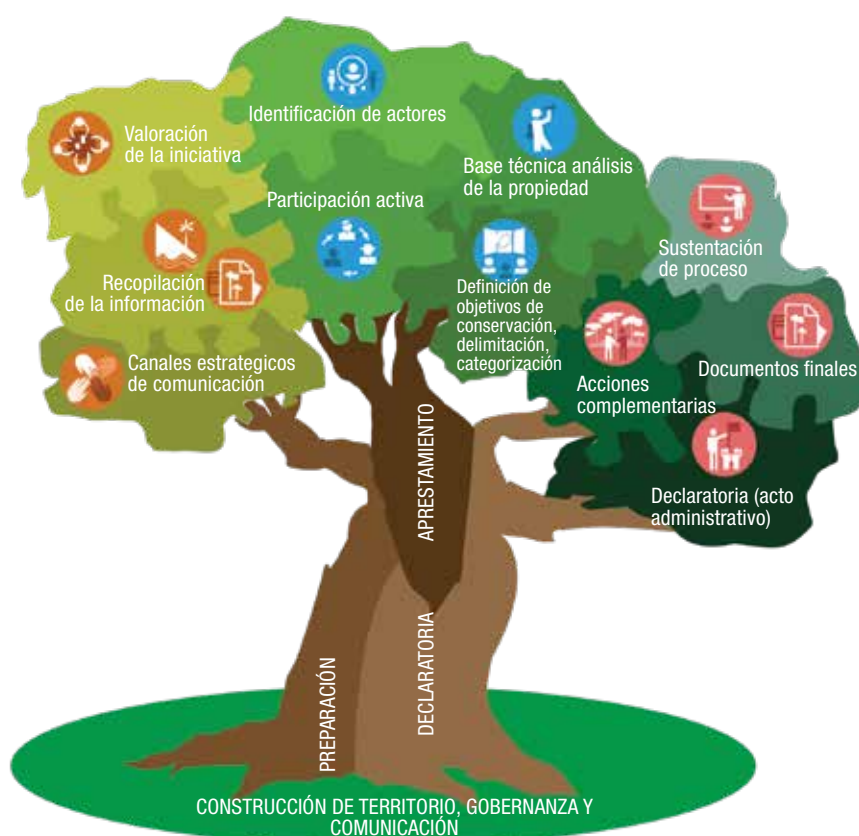 Identificación de actores
Valoración
de la iniciativa
Base técnica análisis
de la propiedad
Participación activa
Sustentación
de proceso
Recopilación
de la información
Definición de
objetivos de
conservación,
delimitación,
categorización
Canales estrategicos
de comunicación
Acciones
complementarias
Documentos finales
Declaratoria (acto
administrativo)
APRESTAMIENTO
PREPARACIÓN
DECLARATORIA
CONSTRUCCIÓN DE TERRITORIO, GOBERNANZA Y
COMUNICACIÓN